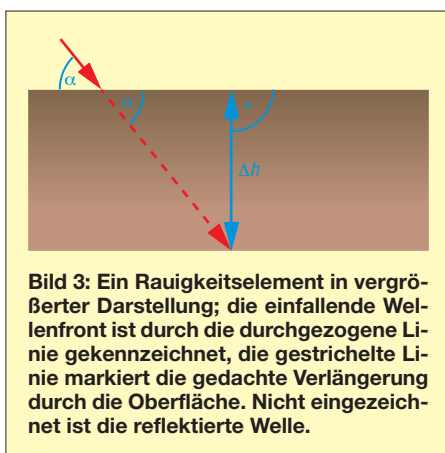 α
α
Δh
Bild 3: Ein Rauigkeitselement in vergrö-
ßerter Darstellung; die einfallende Wel-
lenfront ist durch die durchgezogene Li-
nie gekennzeichnet, die gestrichelte Li-
nie markiert die gedachte Verlängerung
durch die Oberfläche. Nicht eingezeich-
net ist die reflektierte Welle.